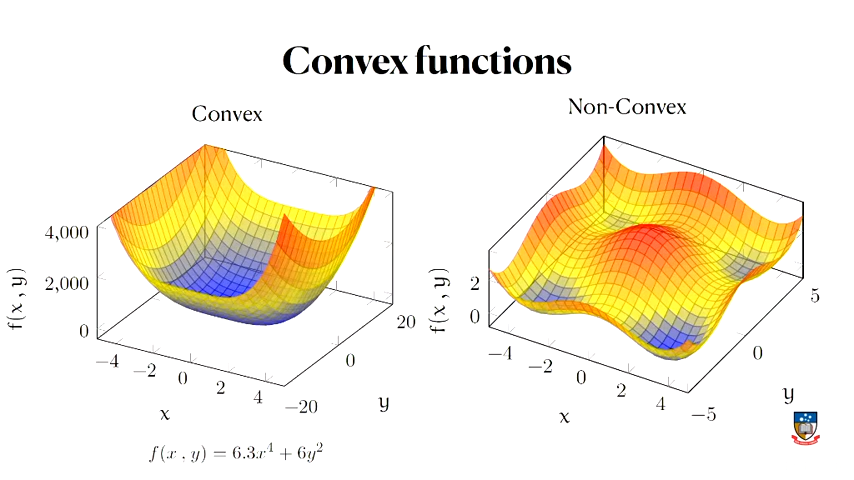 Convex functions
Convex
4,000
2,000
0
f(x , y)
−4
−2
0
2
4
x
−20
0
20
y
f(x , y) = 6.3x⁴ + 6y²
Non-Convex
2
0
f(x , y)
−4
−2
0
2
4
x
−5
0
5
y